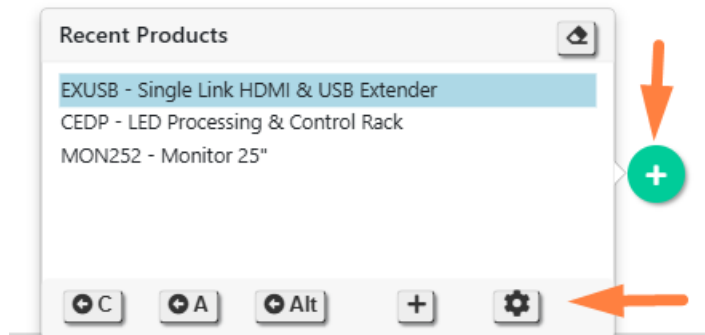 Recent Products
EXUSB - Single Link HDMI & USB Extender
CEDP - LED Processing & Control Rack
MON252 - Monitor 25"
+
C A Alt +